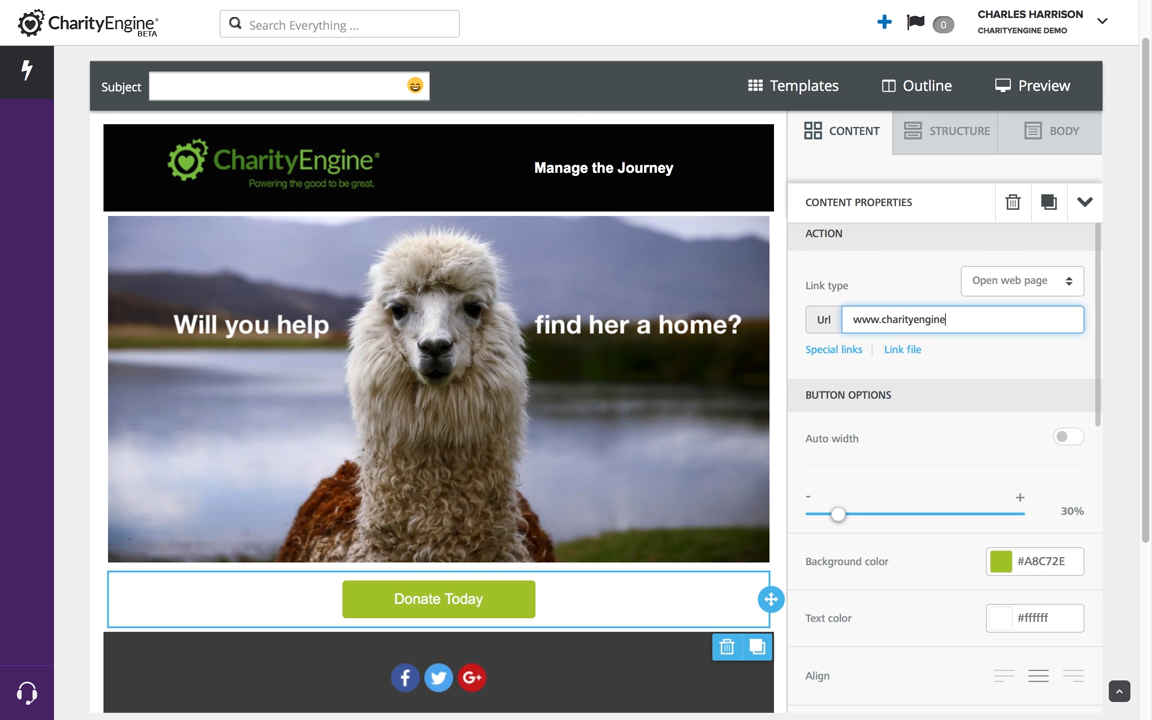 CharityEngine®
BETA
Search Everything ...
0
CHARLES HARRISON
CHARITYENGINE DEMO
Subject
Templates
Outline
Preview
CONTENT
STRUCTURE
BODY
CharityEngine®
Powering the good to be great.
Manage the Journey
Will you help
find her a home?
Donate Today
f
G+
CONTENT PROPERTIES
ACTION
Link type
Open web page
Url
www.charityengine
Special links
Link file
BUTTON OPTIONS
Auto width
-
+
30%
Background color
#A8C72E
Text color
#ffffff
Align